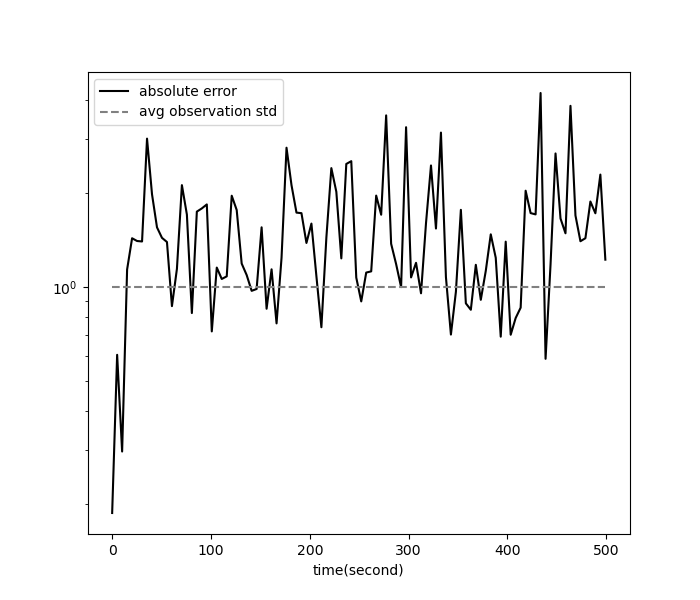 absolute error
avg observation std
10⁰
0 100 200 300 400 500
time(second)